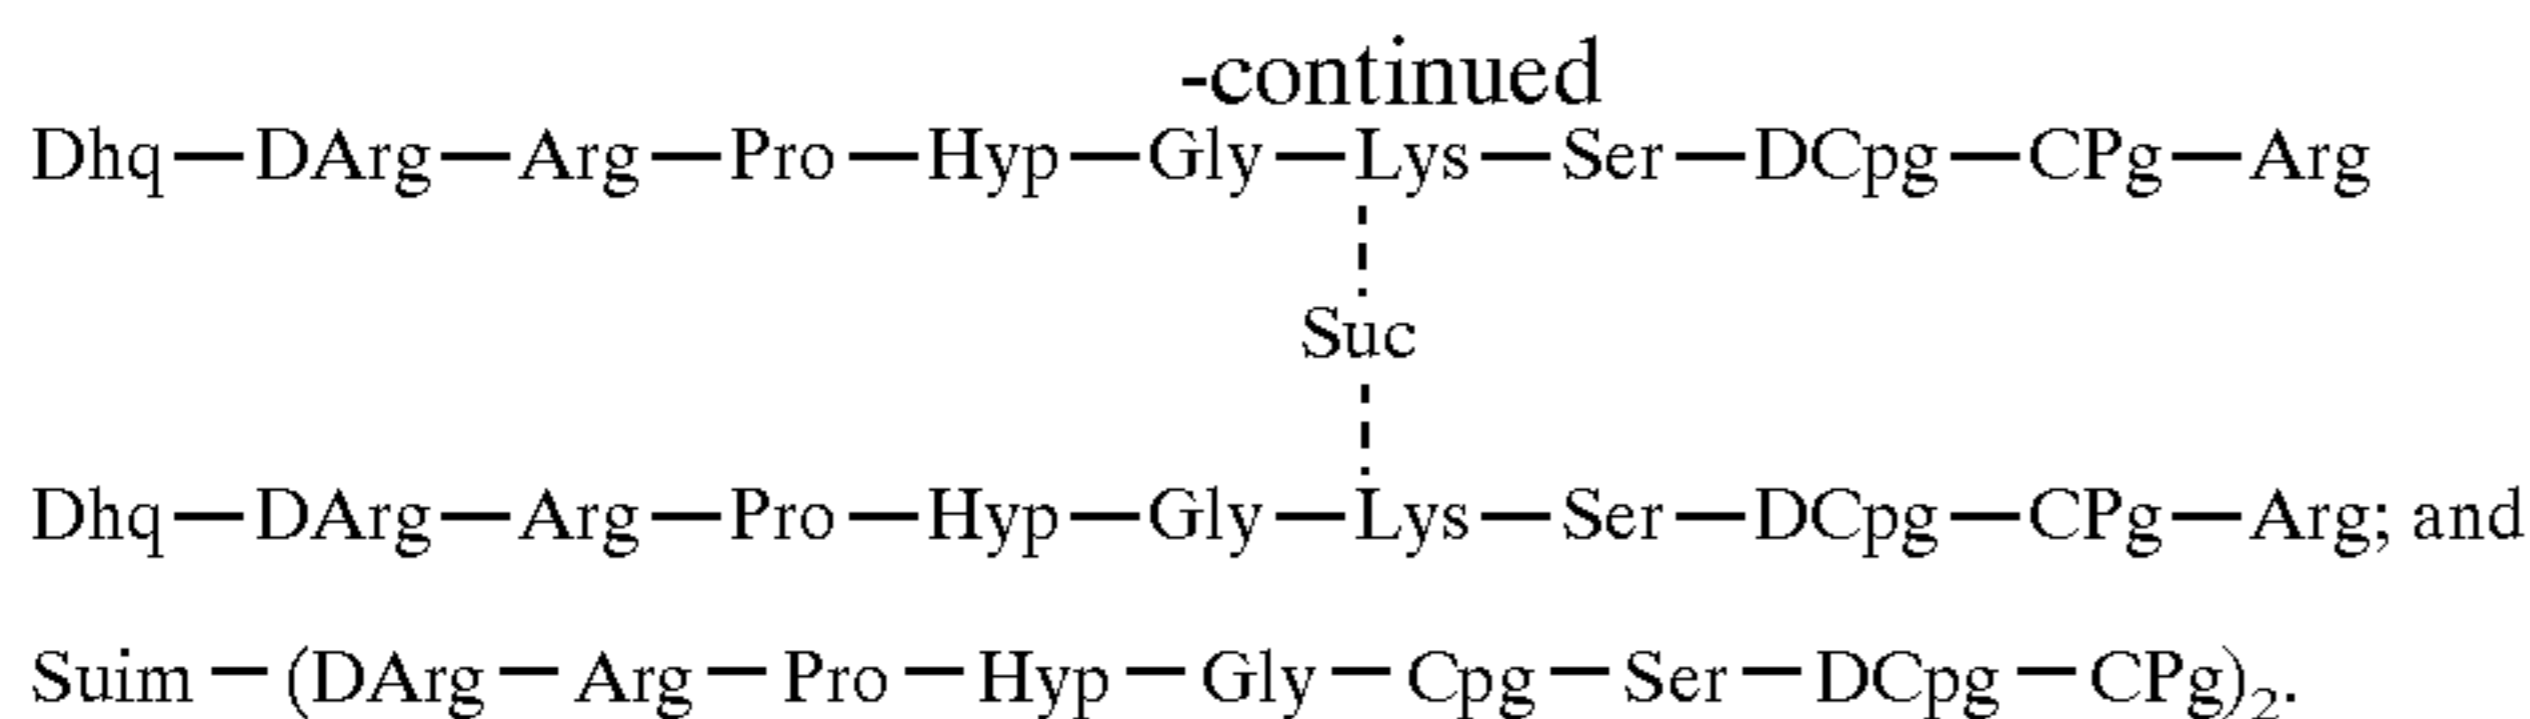 -continued
Dhq—DArg—Arg—Pro—Hyp—Gly—Lys—Ser—DCpg—CPg—Arg
Suc
Dhq—DArg—Arg—Pro—Hyp—Gly—Lys—Ser—DCpg—CPg—Arg; and
Suim — (DArg — Arg — Pro — Hyp — Gly — Cpg — Ser — DCpg — CPg)₂.